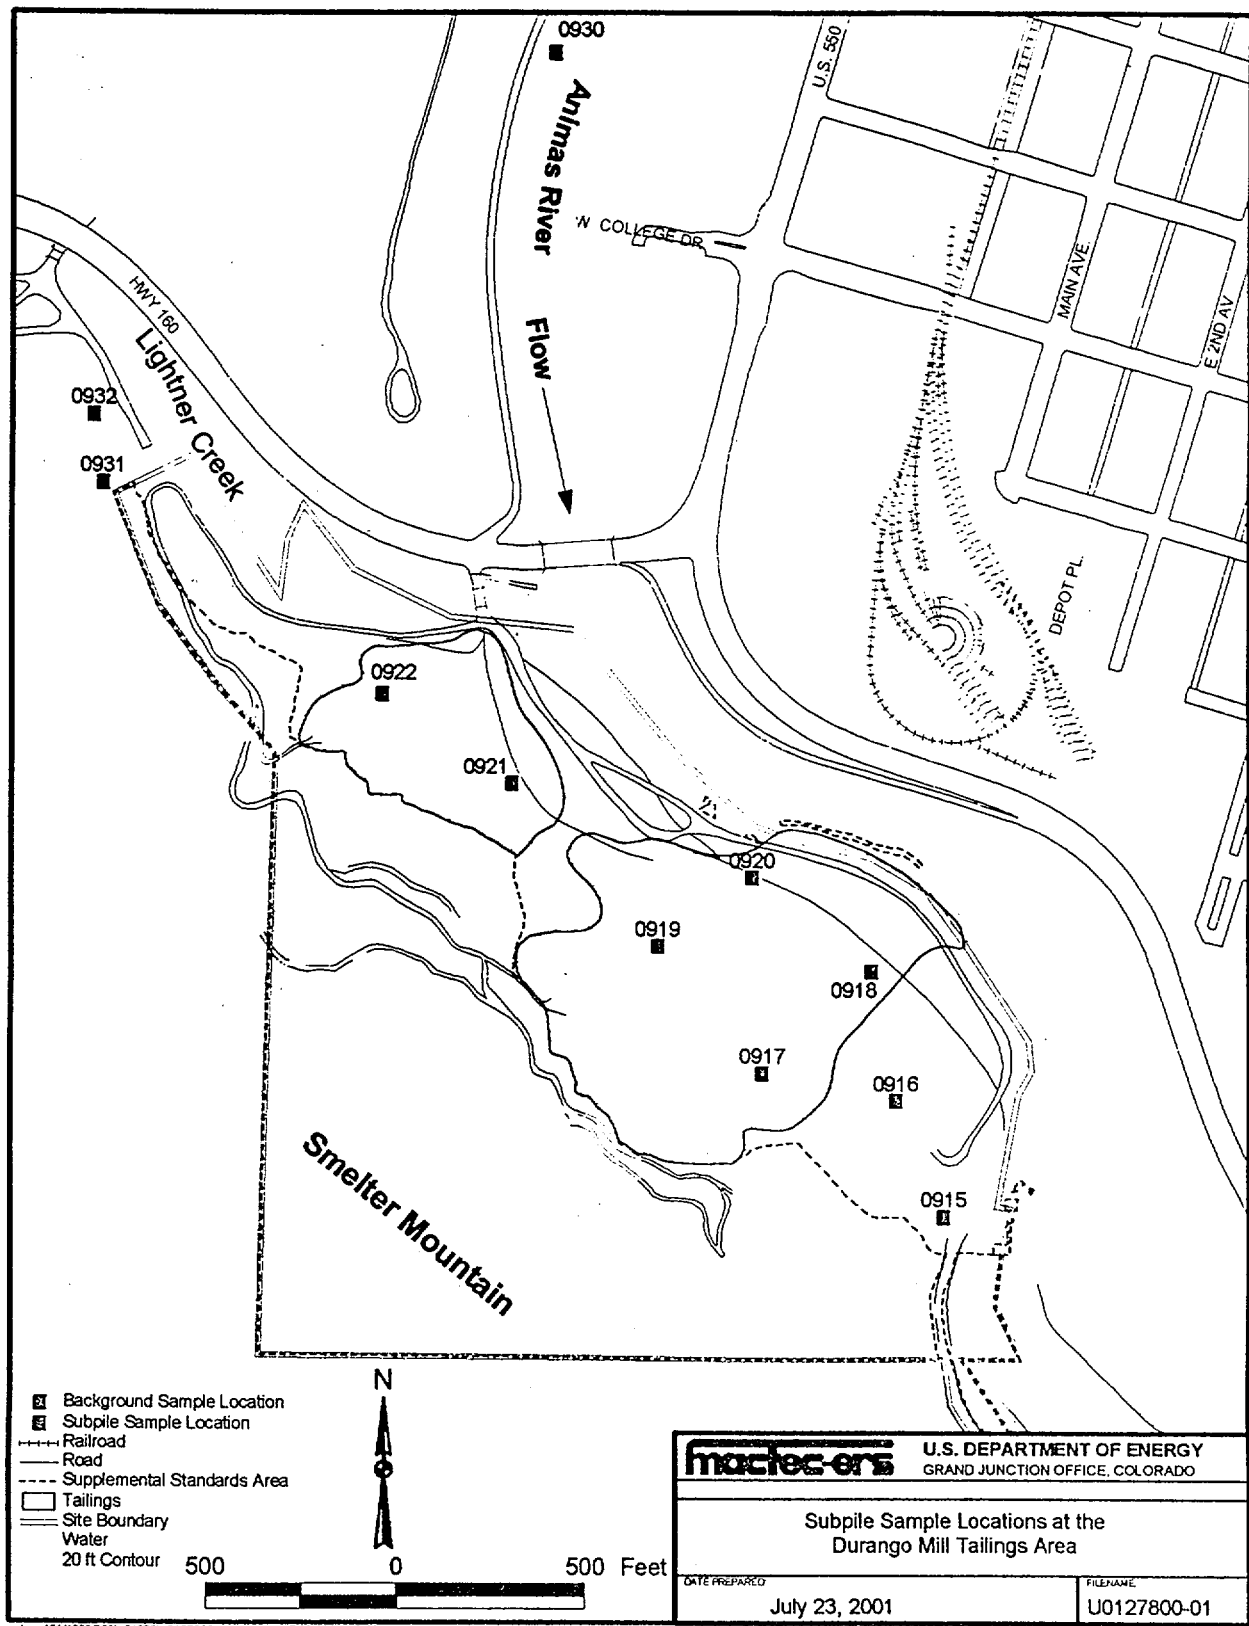 0930
U.S. 550
Animas River
W COLLEGE DR
MAIN AVE.
E 2ND AV
HWY 160
Flow
Lightner Creek
0932
0931
DEPOT PL.
0922
0921
0920
0919
0918
0917
0916
0915
Smelter Mountain
N
Background Sample Location
Subpile Sample Location
Railroad
Road
Supplemental Standards Area
Tailings
Site Boundary
Water
20 ft Contour
500 0 500 Feet
mactec-ers
U.S. DEPARTMENT OF ENERGY
GRAND JUNCTION OFFICE, COLORADO
Subpile Sample Locations at the
Durango Mill Tailings Area
DATE PREPARED
July 23, 2001
FILENAME
U0127800-01